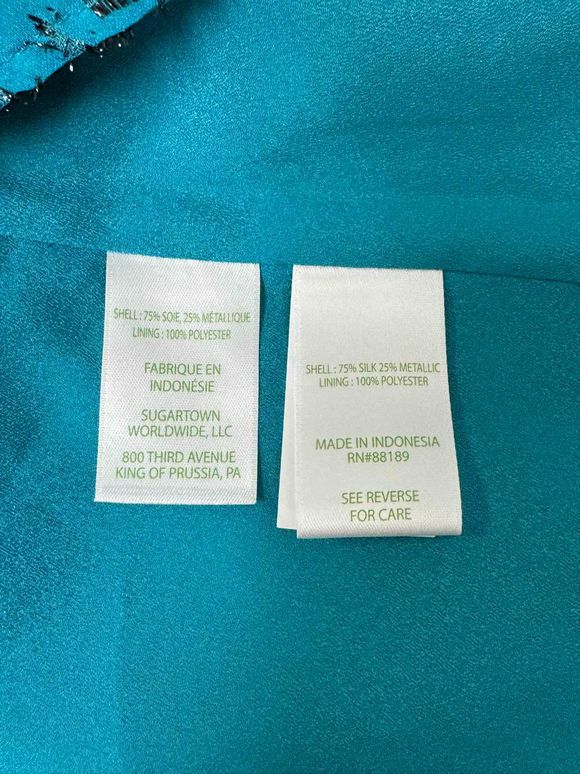 SHELL : 75% SOIE, 25% MÉTALLIQUE
LINING : 100% POLYESTER
FABRIQUE EN
INDONÉSIE
SUGARTOWN
WORLDWIDE, LLC
800 THIRD AVENUE
KING OF PRUSSIA, PA
SHELL : 75% SILK 25% METALLIC
LINING : 100% POLYESTER
MADE IN INDONESIA
RN#88189
SEE REVERSE
FOR CARE